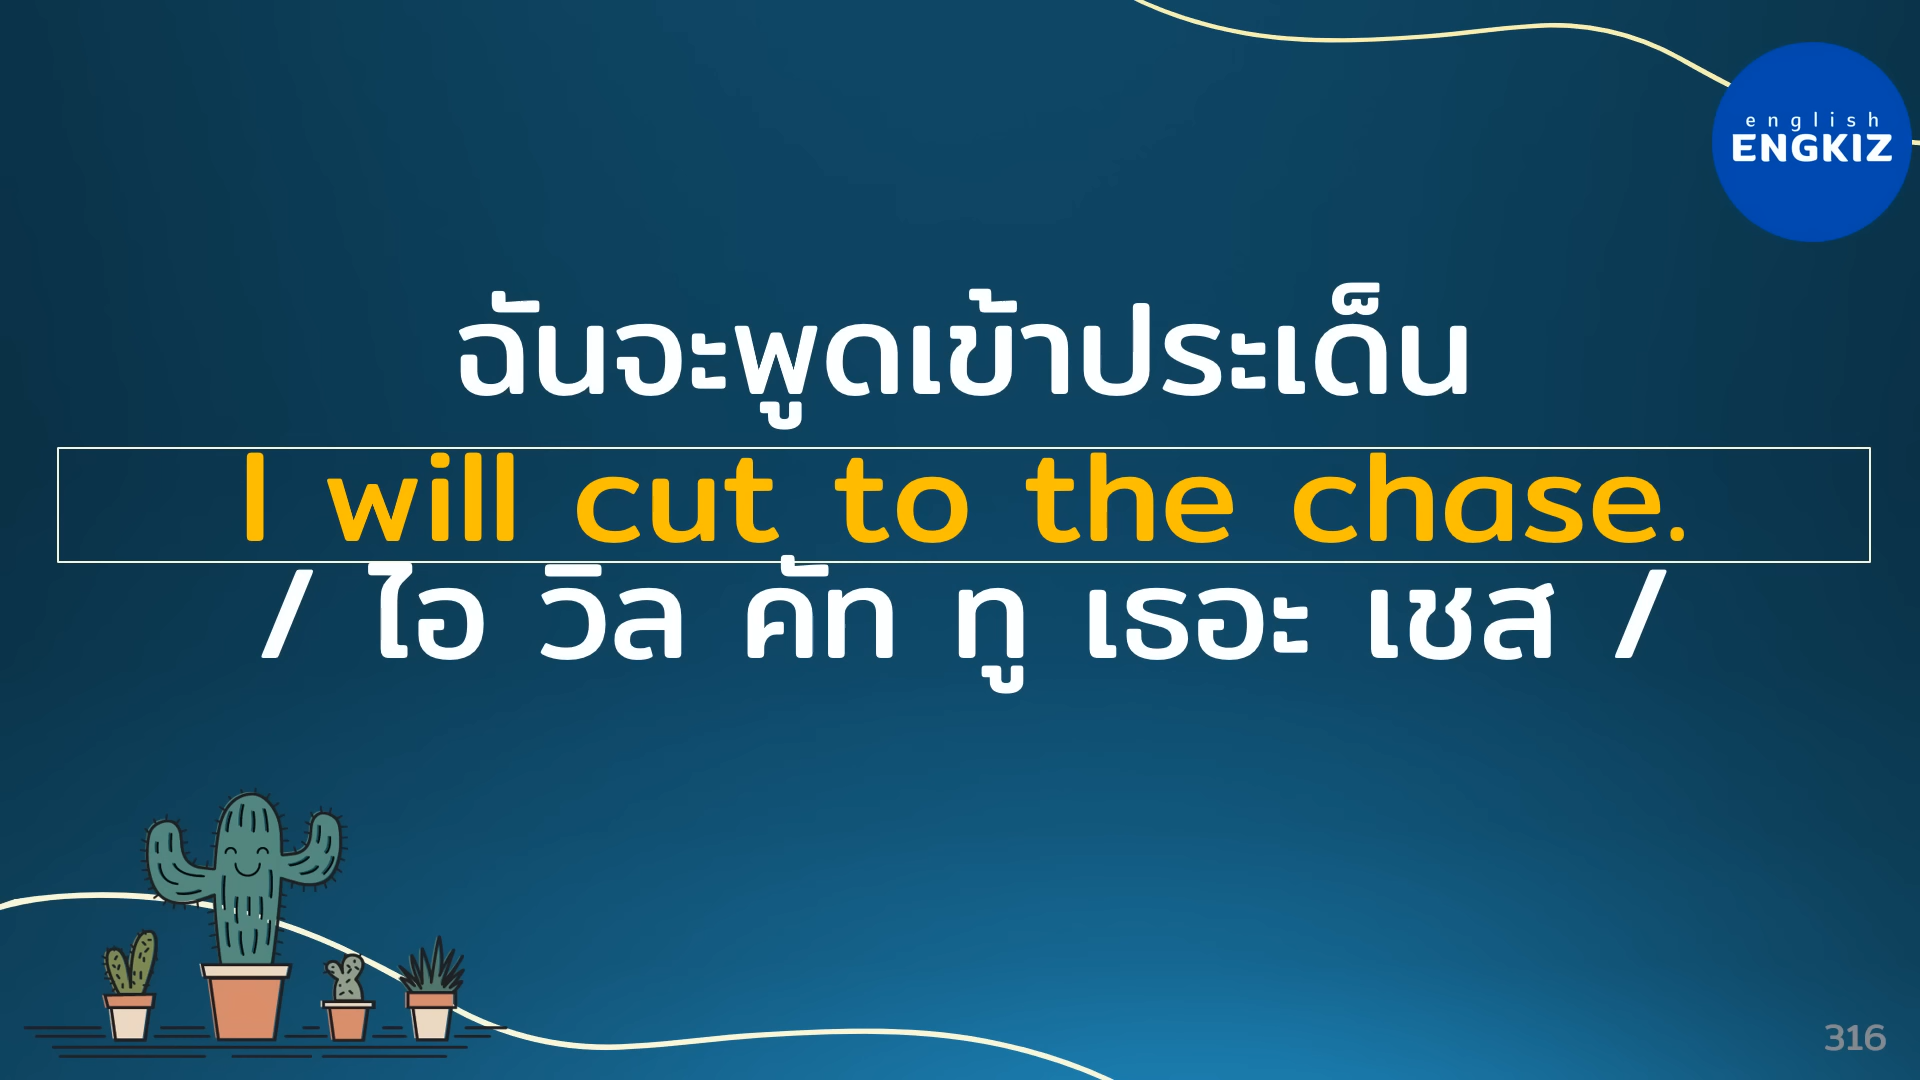 english
ENGKIZ
ฉันจะพูดเข้าประเด็น
I will cut to the chase.
/ ไอ วิล คัท ทู เธอะ เชส /
316